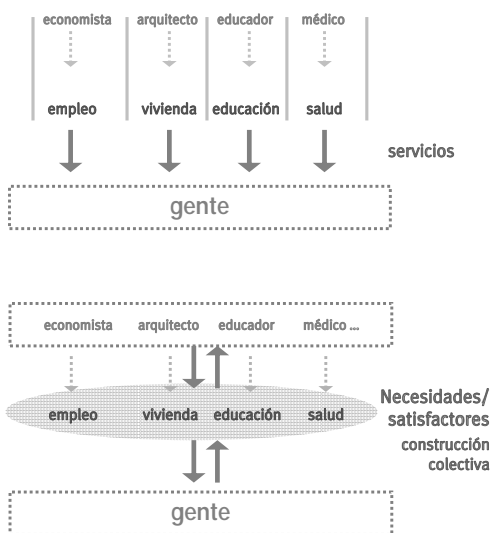 economista arquitecto educador médico
empleo vivienda educación salud
servicios
gente
economista arquitecto educador médico ...
empleo vivienda educación salud
Necesidades/
satisfactores
construcción
colectiva
gente